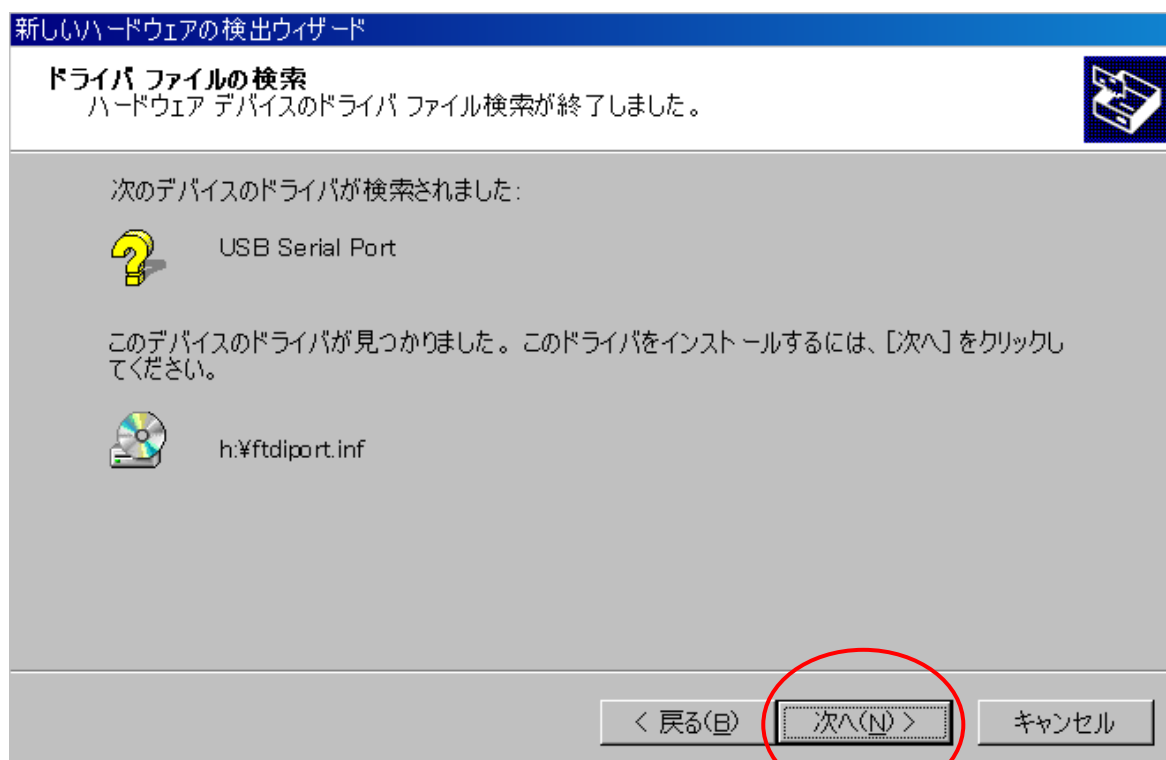 新しいハードウェアの検出ウィザード
ドライバ ファイルの検索
ハードウェア デバイスのドライバ ファイル検索が終了しました。
次のデバイスのドライバが検索されました:
USB Serial Port
このデバイスのドライバが見つかりました。このドライバをインストールするには、[次へ] をクリックし
てください。
h:¥ftdiport.inf
< 戻る(B)
次へ(N) >
キャンセル